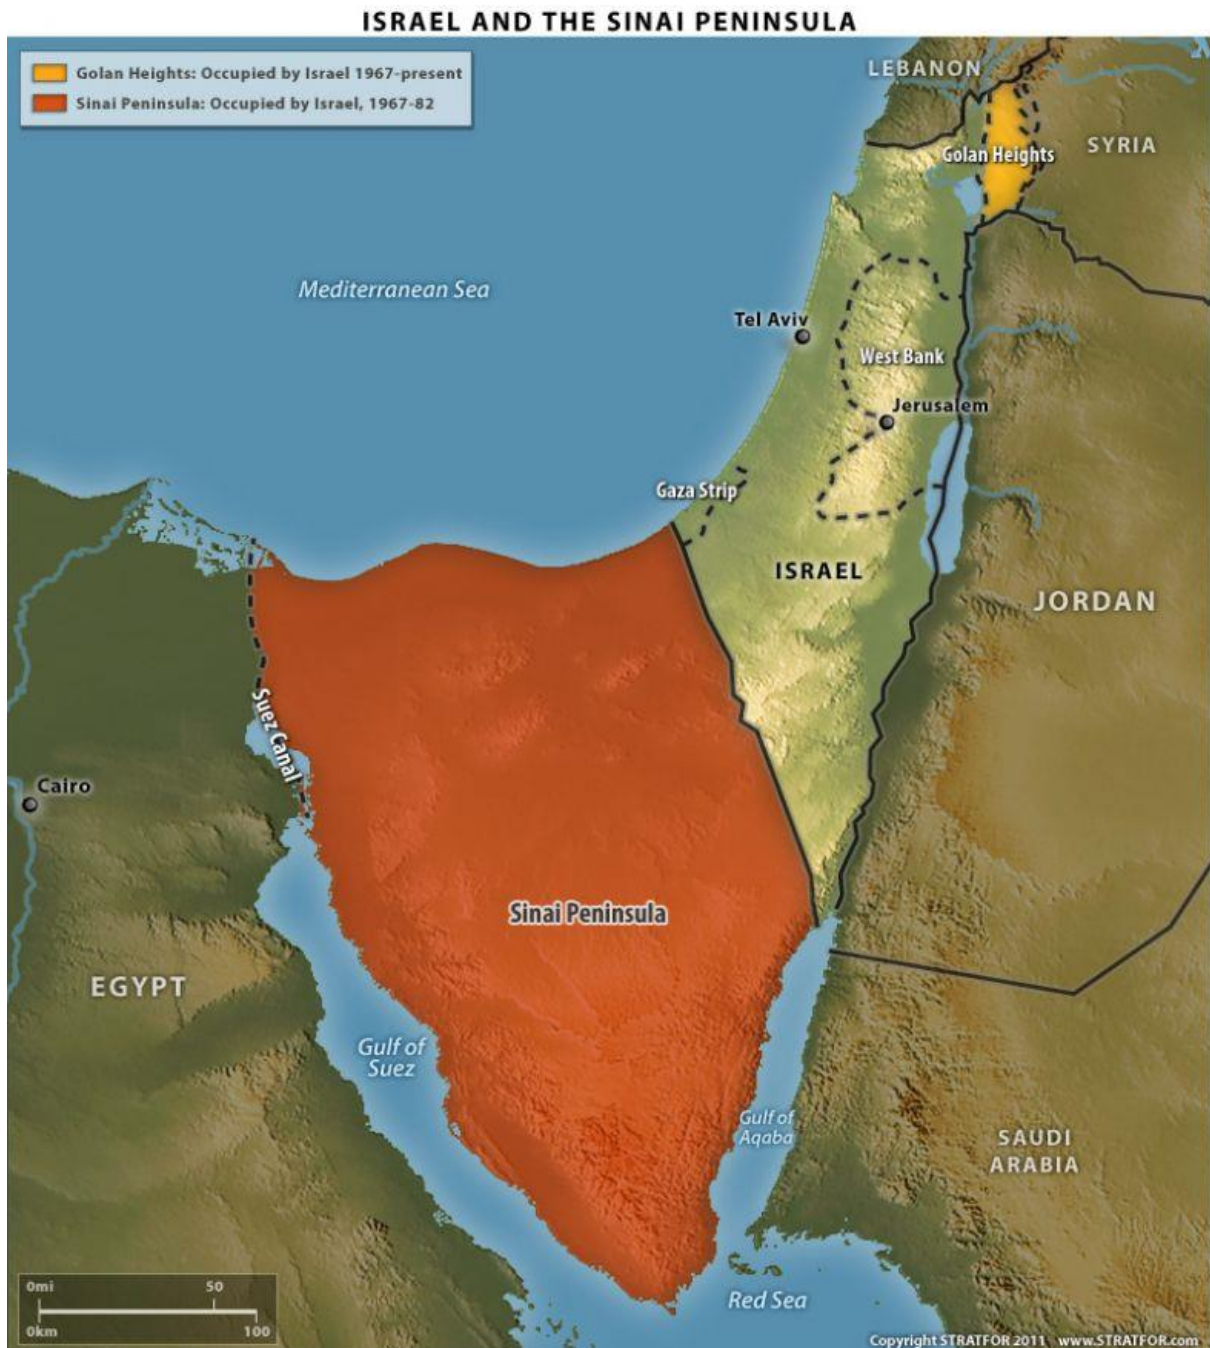 ISRAEL AND THE SINAI PENINSULA
Golan Heights: Occupied by Israel 1967-present
Sinai Peninsula: Occupied by Israel, 1967-82
LEBANON
SYRIA
Golan Heights
Mediterranean Sea
Tel Aviv
West Bank
Jerusalem
Gaza Strip
ISRAEL
JORDAN
Suez Canal
Cairo
Sinai Peninsula
EGYPT
Gulf of
Suez
Gulf of
Aqaba
SAUDI
ARABIA
Red Sea
0mi 50
0km 100
Copyright STRATFOR 2011 www.STRATFOR.com